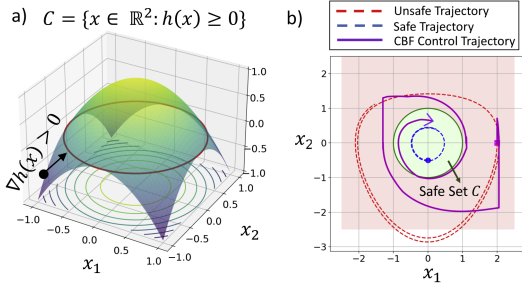 a) C = {x ∈ ℝ²: h(x) ≥ 0}
∇h(x) > 0
1.0
0.5
0.0
-0.5
-1.0
-1.0
-0.5
0.0
0.5
1.0
x₁
-1.0
-0.5
0.0
0.5
1.0
x₂
b)
Unsafe Trajectory
Safe Trajectory
CBF Control Trajectory
2
1
0
-1
-2
-3
x₂
Safe Set C
-2
-1
0
1
2
x₁